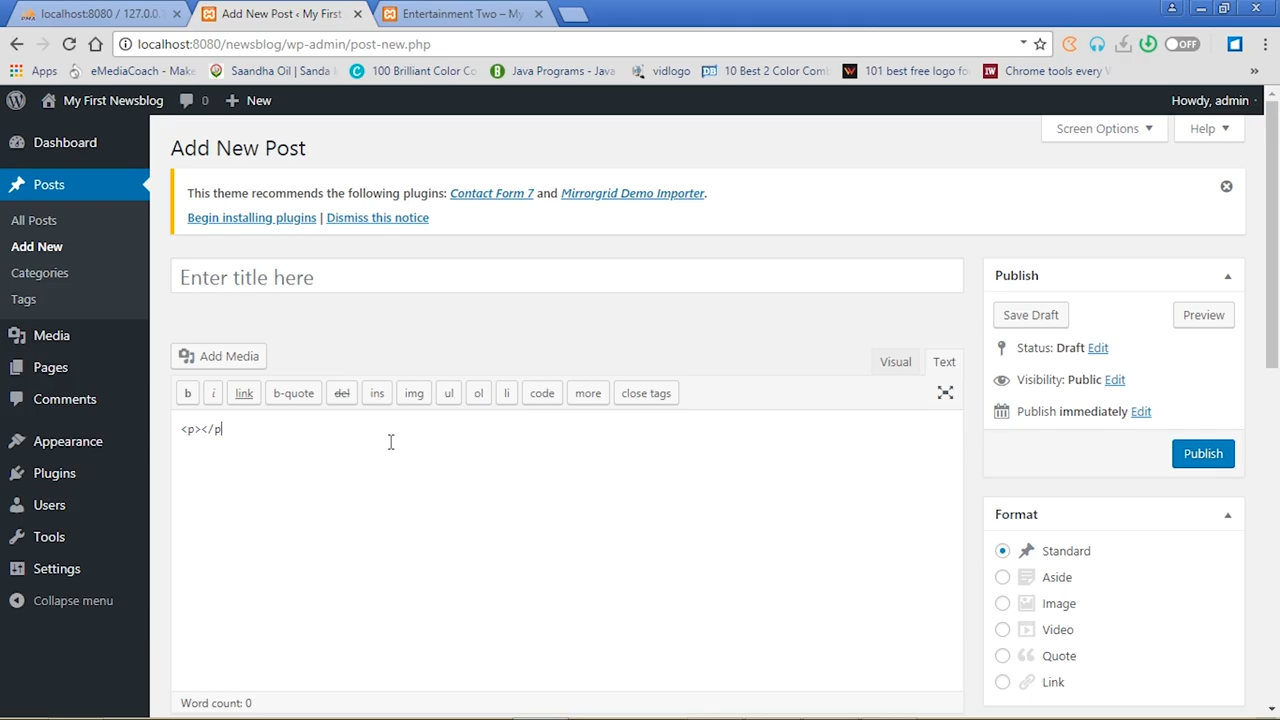 localhost:8080 / 127.0.0.
Add New Post ‹ My First
Entertainment Two – My
localhost:8080/newsblog/wp-admin/post-new.php
OFF
Apps
eMediaCoach - Make
Saandha Oil | Sanda
100 Brilliant Color Co
Java Programs - Java
vidlogo
10 Best 2 Color Comb
101 best free logo fo
Chrome tools every W
»
My First Newsblog
0
New
Howdy, admin
Dashboard
Posts
All Posts
Add New
Categories
Tags
Media
Pages
Comments
Appearance
Plugins
Users
Tools
Settings
Collapse menu
Screen Options
Help
Add New Post
This theme recommends the following plugins: Contact Form 7 and Mirrorgrid Demo Importer.
Begin installing plugins | Dismiss this notice
Enter title here
Add Media
Visual
Text
b
i
link
b-quote
del
ins
img
ul
ol
li
code
more
close tags
<p></p
Word count: 0
Publish
Save Draft
Preview
Status: Draft Edit
Visibility: Public Edit
Publish immediately Edit
Publish
Format
Standard
Aside
Image
Video
Quote
Link